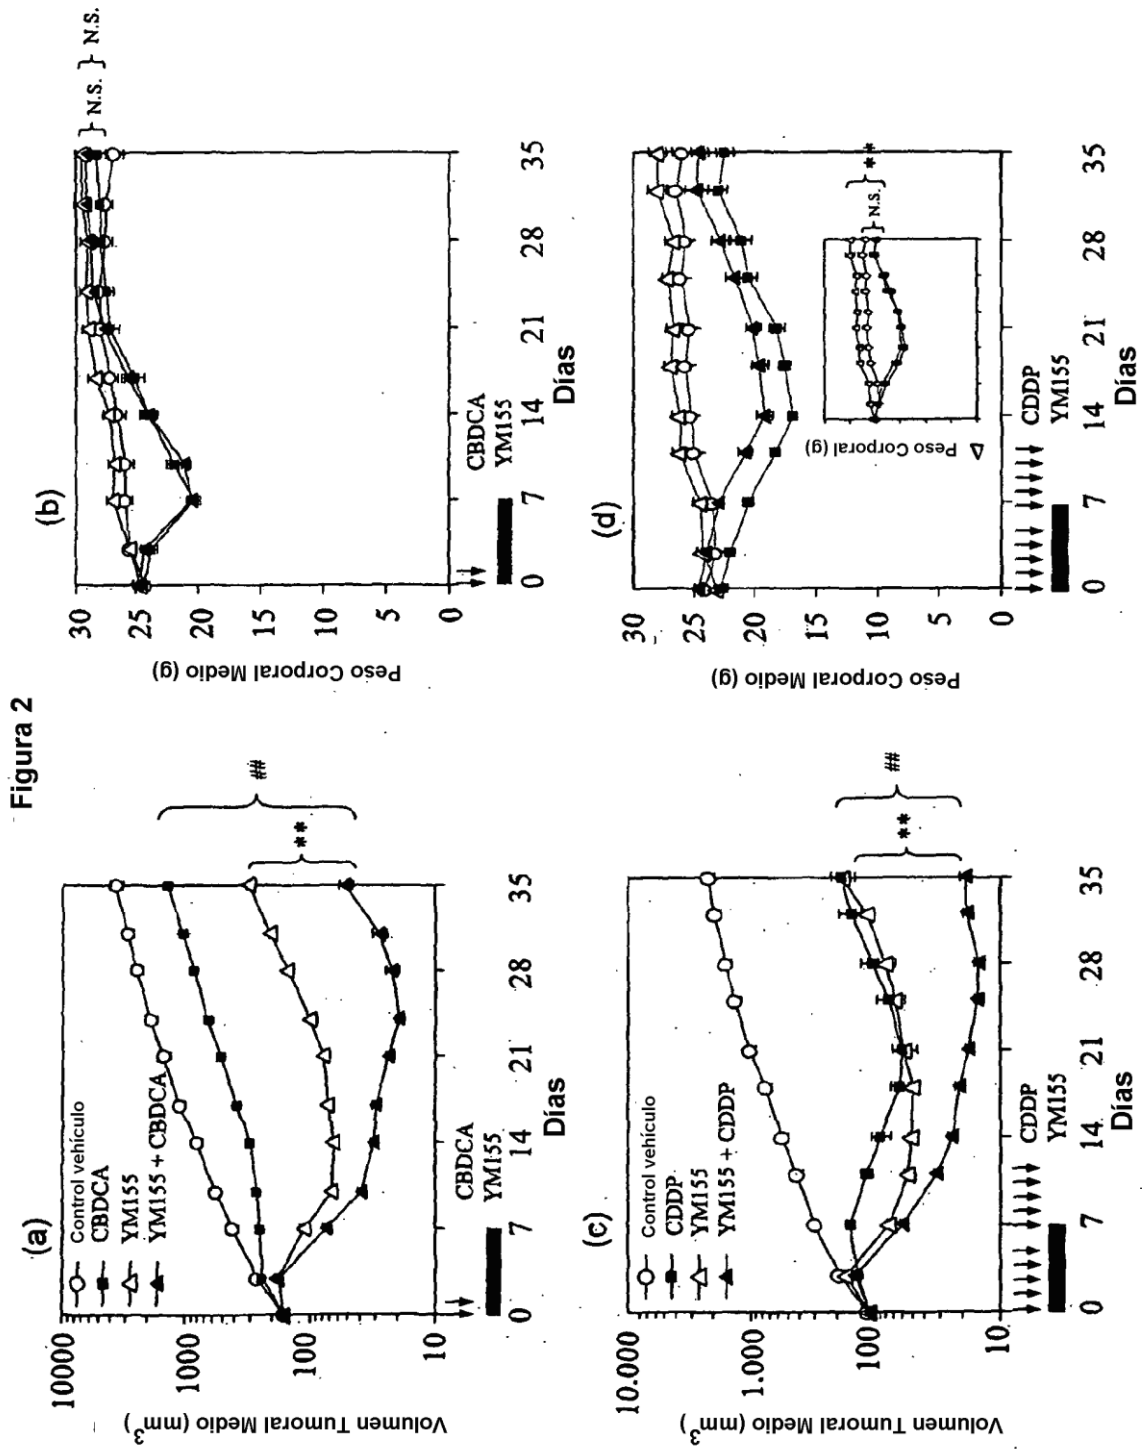 Figura 2
(a)
Volumen Tumoral Medio (mm³)
10000
1000
100
10
Control vehículo
CBDCA
YM155
YM155 + CBDCA
**
##
0 7 14 21 28 35
Días
CBDCA
YM155
(b)
Peso Corporal Medio (g)
30
25
20
15
10
5
0
N.S.
N.S.
0 7 14 21 28 35
Días
CBDCA
YM155
(c)
Volumen Tumoral Medio (mm³)
10.000
1.000
100
10
Control vehículo
CDDP
YM155
YM155 + CDDP
**
##
0 7 14 21 28 35
Días
CDDP
YM155
(d)
Peso Corporal Medio (g)
30
25
20
15
10
5
0
Δ Peso Corporal (g)
N.S.
**
0 7 14 21 28 35
Días
CDDP
YM155